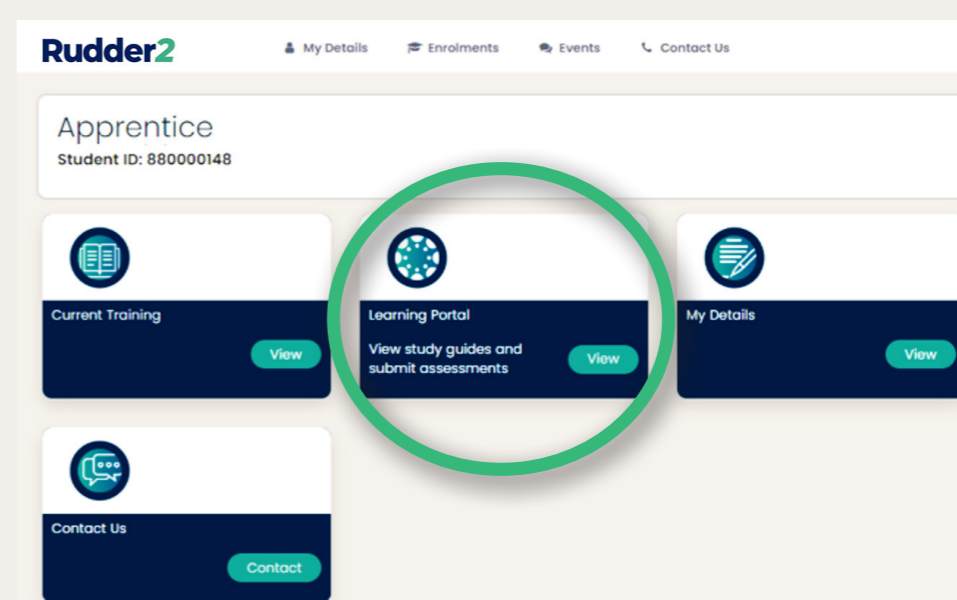 Rudder2
My Details
Enrolments
Events
Contact Us
Apprentice
Student ID: 880000148
Current Training
View
Learning Portal
View study guides and
submit assessments
View
My Details
View
Contact Us
Contact